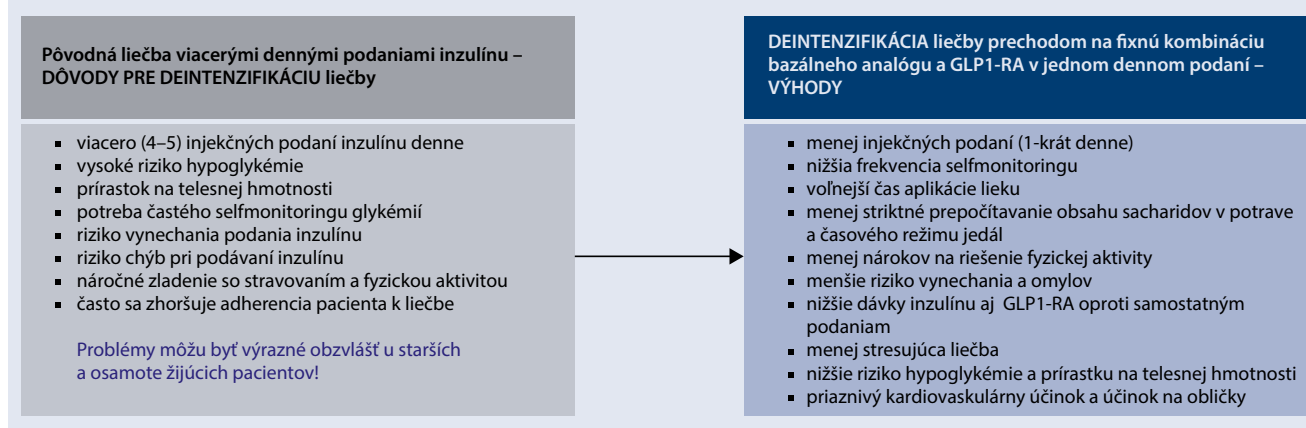 Pôvodná liečba viacerými dennými podaniami inzulínu –
DÔVODY PRE DEINTENZIFIKÁCIU liečby
▪ viacero (4–5) injekčných podaní inzulínu denne
▪ vysoké riziko hypoglykémie
▪ prírastok na telesnej hmotnosti
▪ potreba častého selfmonitoringu glykémií
▪ riziko vynechania podania inzulínu
▪ riziko chýb pri podávaní inzulínu
▪ náročné zladenie so stravovaním a fyzickou aktivitou
▪ často sa zhoršuje adherencia pacienta k liečbe
Problémy môžu byť výrazné obzvlášť u starších
a osamote žijúcich pacientov!
DEINTENZIFIKÁCIA liečby prechodom na fixnú kombináciu
bazálneho analógu a GLP1-RA v jednom dennom podaní –
VÝHODY
▪ menej injekčných podaní (1-krát denne)
▪ nižšia frekvencia selfmonitoringu
▪ voľnejší čas aplikácie lieku
▪ menej striktné prepočítavanie obsahu sacharidov v potrave
a časového režimu jedál
▪ menej nárokov na riešenie fyzickej aktivity
▪ menšie riziko vynechania a omylov
▪ nižšie dávky inzulínu aj GLP1-RA oproti samostatným
podaniam
▪ menej stresujúca liečba
▪ nižšie riziko hypoglykémie a prírastku na telesnej hmotnosti
▪ priaznivý kardiovaskulárny účinok a účinok na obličky